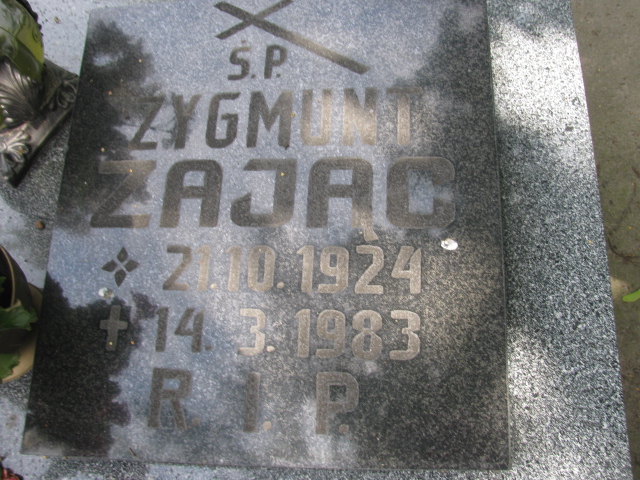 Ś.P.
ZYGMUNT
ZAJĄC
21.10.1924
14. 3.1983
R. I. P.